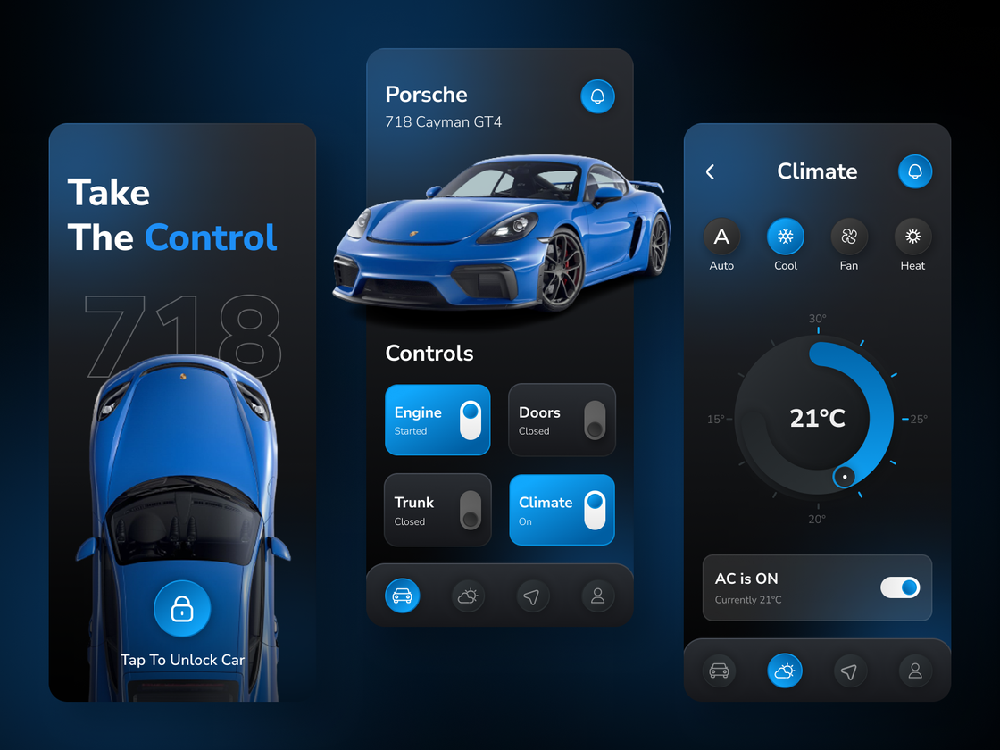 Take
The Control
718
Tap To Unlock Car
Porsche
718 Cayman GT4
Controls
Engine
Started
Doors
Closed
Trunk
Closed
Climate
On
Climate
A
Auto
Cool
Fan
Heat
30°
15°
21°C
25°
20°
AC is ON
Currently 21°C